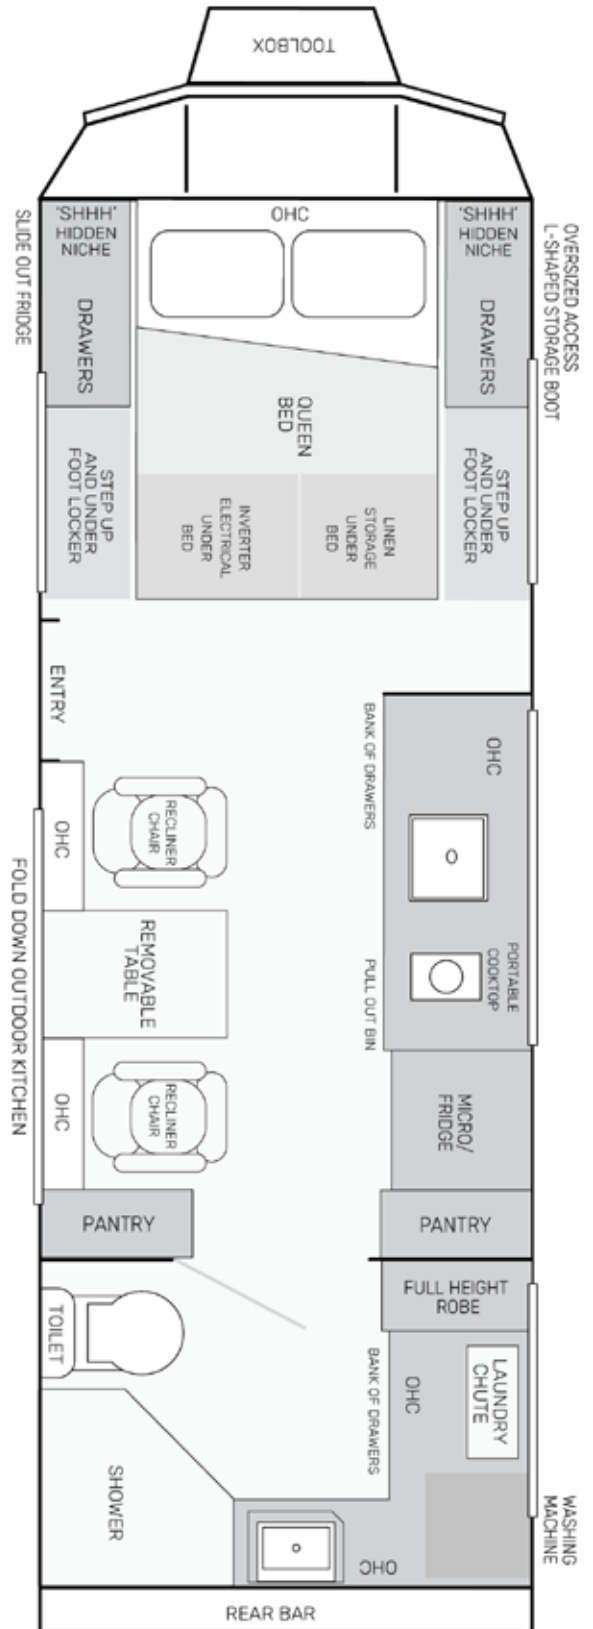 TOOLBOX
SLIDE OUT FRIDGE
'SHHH'
HIDDEN
NICHE
DRAWERS
OHC
'SHHH'
HIDDEN
NICHE
DRAWERS
OVERSIZED ACCESS
L-SHAPED STORAGE BOOT
QUEEN
BED
STEP UP
AND UNDER
FOOT LOCKER
INVERTER
ELECTRICAL
UNDER
BED
LINEN
STORAGE
UNDER
BED
STEP UP
AND UNDER
FOOT LOCKER
ENTRY
BANK OF DRAWERS
OHC
OHC
RECLINER
CHAIR
FOLD DOWN OUTDOOR KITCHEN
REMOVABLE
TABLE
PULL OUT BIN
PORTABLE
COOKTOP
OHC
RECLINER
CHAIR
MICRO/
FRIDGE
PANTRY
PANTRY
FULL HEIGHT
ROBE
TOILET
BANK OF DRAWERS
OHC
LAUNDRY
CHUTE
SHOWER
WASHING
MACHINE
OHC
REAR BAR